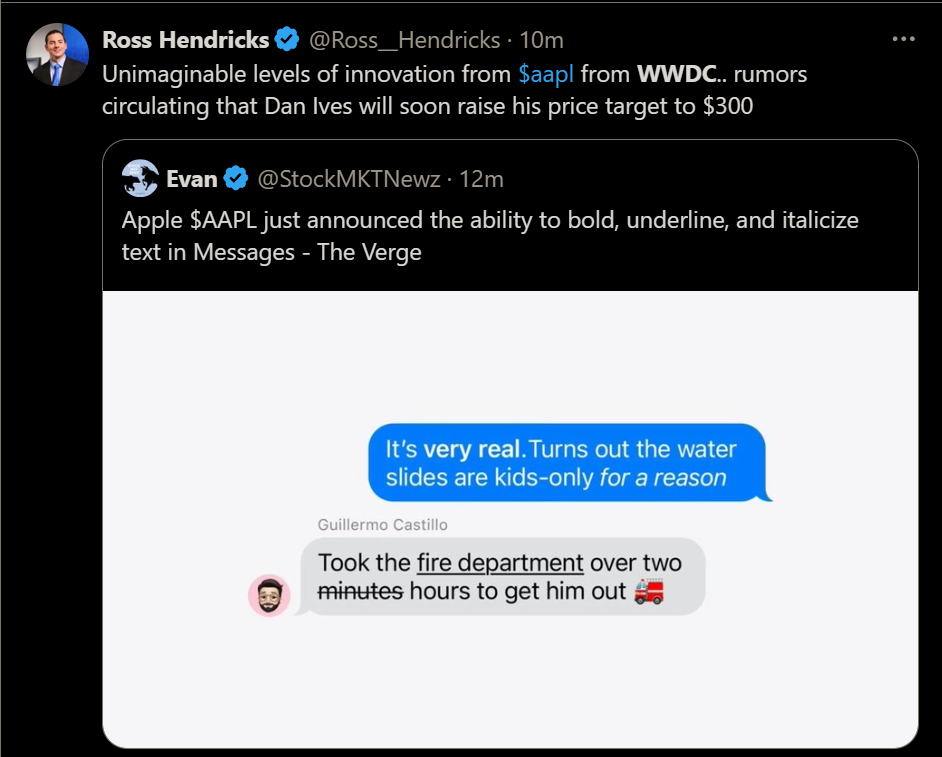 Ross Hendricks @Ross__Hendricks · 10m
Unimaginable levels of innovation from $aapl from WWDC.. rumors
circulating that Dan Ives will soon raise his price target to $300
Evan @StockMKTNewz · 12m
Apple $AAPL just announced the ability to bold, underline, and italicize
text in Messages - The Verge
It's very real. Turns out the water
slides are kids-only for a reason
Guillermo Castillo
Took the fire department over two
minutes hours to get him out 🚒